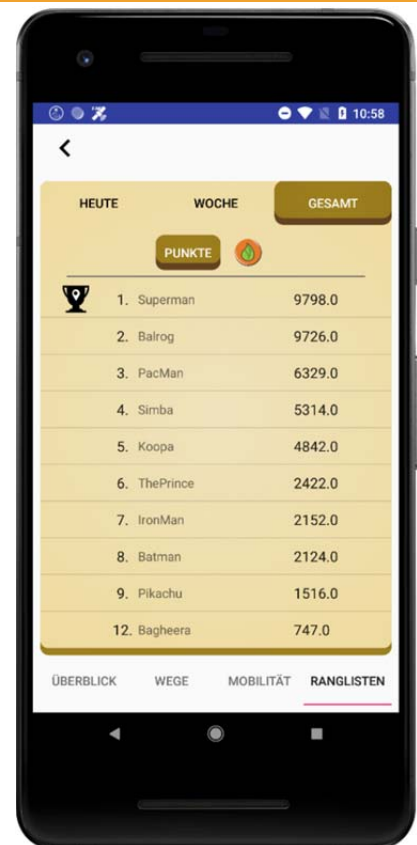 10:58
HEUTE WOCHE GESAMT
PUNKTE
1. Superman 9798.0
2. Balrog 9726.0
3. PacMan 6329.0
4. Simba 5314.0
5. Koopa 4842.0
6. ThePrince 2422.0
7. IronMan 2152.0
8. Batman 2124.0
9. Pikachu 1516.0
12. Bagheera 747.0
ÜBERBLICK WEGE MOBILITÄT RANGLISTEN